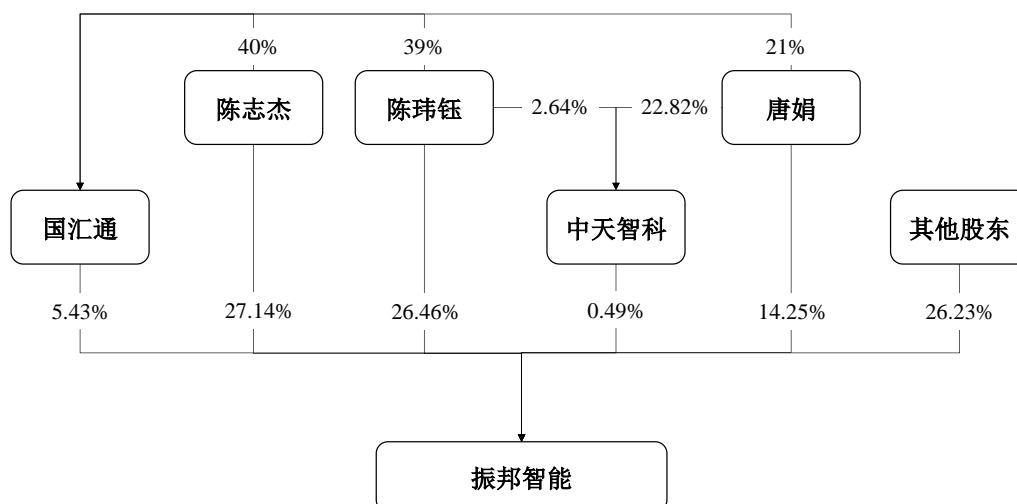 40% 39% 21%
陈志杰 陈玮钰 2.64% 22.82% 唐娟
国汇通 中天智科 其他股东
5.43% 27.14% 26.46% 0.49% 14.25% 26.23%
振邦智能